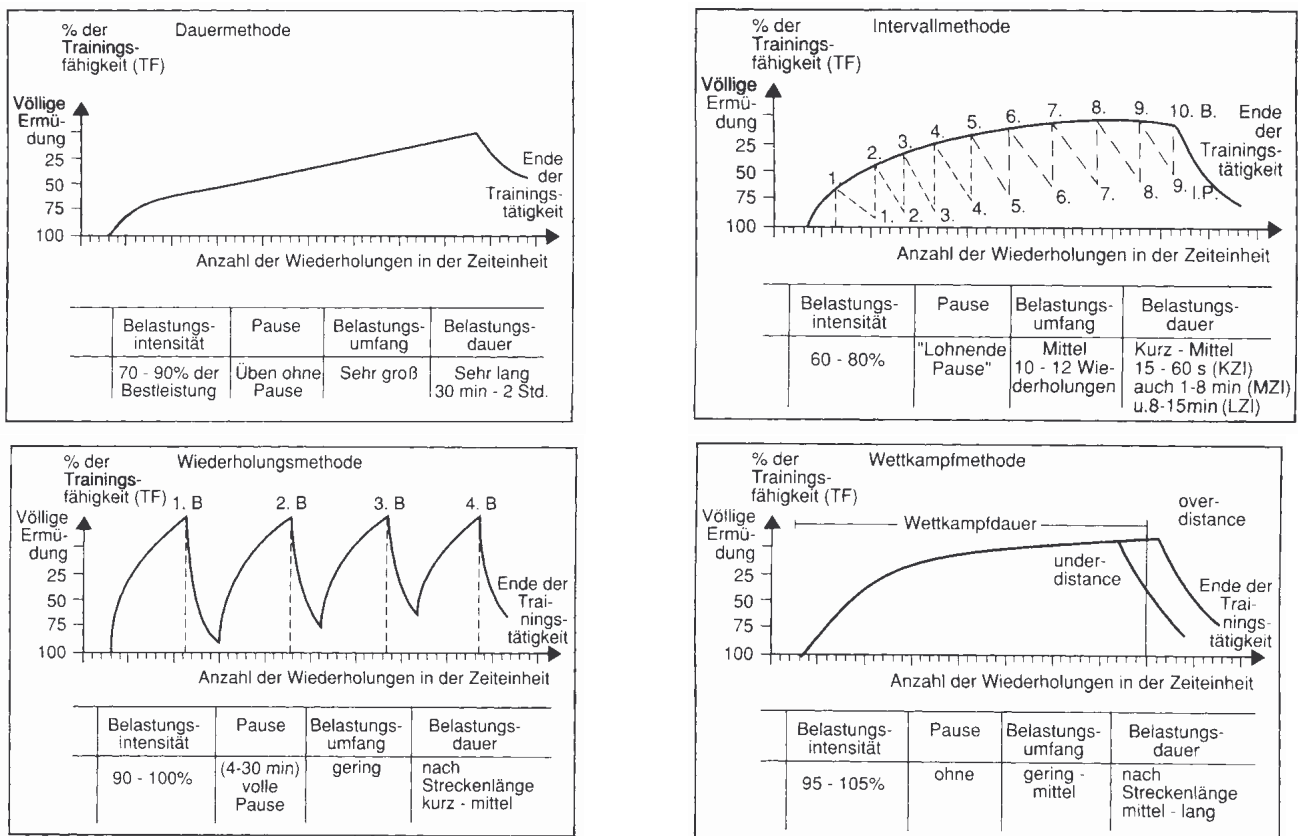 % der
Trainings-
fähigkeit (TF)
Dauermethode
Völlige
Ermü-
dung
25
50
75
100
Ende
der
Trainings-
tätigkeit
Anzahl der Wiederholungen in der Zeiteinheit
Belastungs-
intensität
Pause
Belastungs-
umfang
Belastungs-
dauer
70 - 90% der
Bestleistung
Üben ohne
Pause
Sehr groß
Sehr lang
30 min - 2 Std.
% der
Trainings-
fähigkeit (TF)
Intervallmethode
Völlige
Ermü-
dung
25
50
75
100
1.
2.
3.
4.
5.
6.
7.
8.
9.
10. B.
1.
2.
3.
4.
5.
6.
7.
8.
9.
I.P.
Ende
der
Trainings-
tätigkeit
Anzahl der Wiederholungen in der Zeiteinheit
Belastungs-
intensität
Pause
Belastungs-
umfang
Belastungs-
dauer
60 - 80%
"Lohnende
Pause"
Mittel
10 - 12 Wie-
derholungen
Kurz - Mittel
15 - 60 s (KZI)
auch 1-8 min (MZI)
u.8-15min (LZI)
% der
Trainings-
fähigkeit (TF)
Wiederholungsmethode
Völlige
Ermü-
dung
25
50
75
100
1. B
2. B
3. B
4. B
Ende der
Trai-
nings-
tätigkeit
Anzahl der Wiederholungen in der Zeiteinheit
Belastungs-
intensität
Pause
Belastungs-
umfang
Belastungs-
dauer
90 - 100%
(4-30 min)
volle
Pause
gering
nach
Streckenlänge
kurz - mittel
% der
Trainings-
fähigkeit (TF)
Wettkampfmethode
Völlige
Ermü-
dung
25
50
75
100
Wettkampfdauer
over-
distance
under-
distance
Ende der
Trai-
nings-
tätigkeit
Anzahl der Wiederholungen in der Zeiteinheit
Belastungs-
intensität
Pause
Belastungs-
umfang
Belastungs-
dauer
95 - 105%
ohne
gering -
mittel
nach
Streckenlänge
mittel - lang